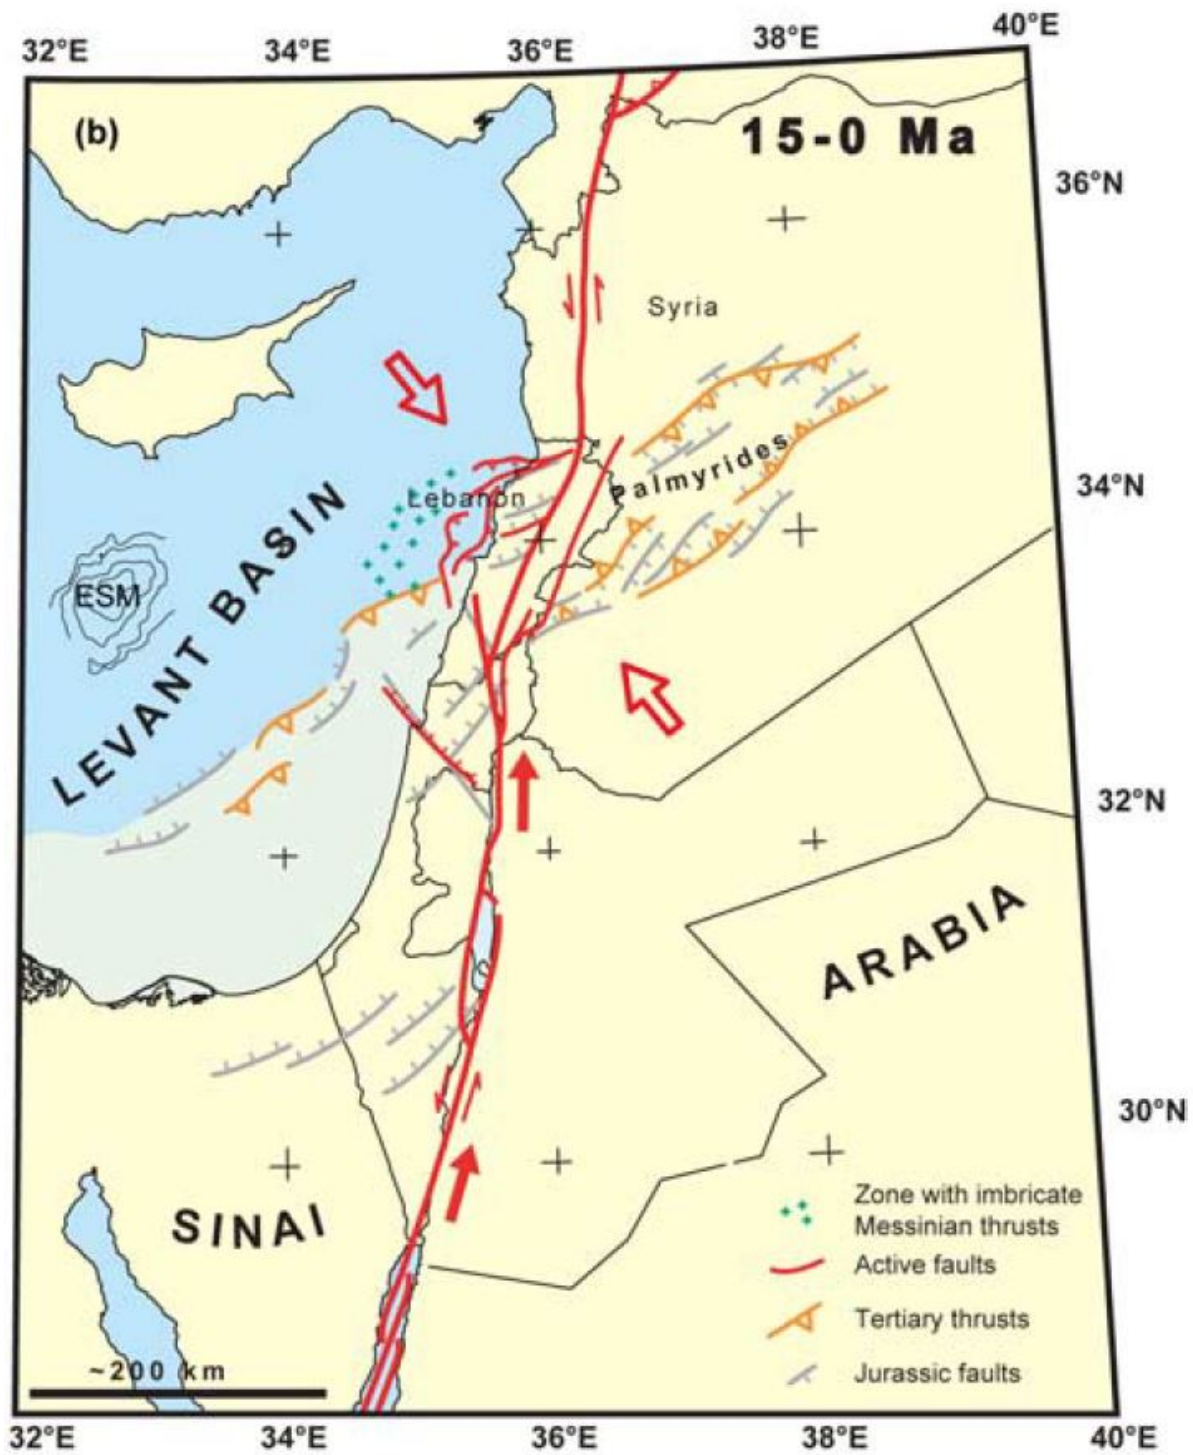 32°E 34°E 36°E 38°E 40°E
(b)
15-0 Ma
36°N
Syria
Palmyrides
34°N
Lebanon
ESM
LEVANT BASIN
32°N
ARABIA
30°N
SINAI
Zone with imbricate
Messinian thrusts
Active faults
Tertiary thrusts
Jurassic faults
~200 km
32°E 34°E 36°E 38°E 40°E